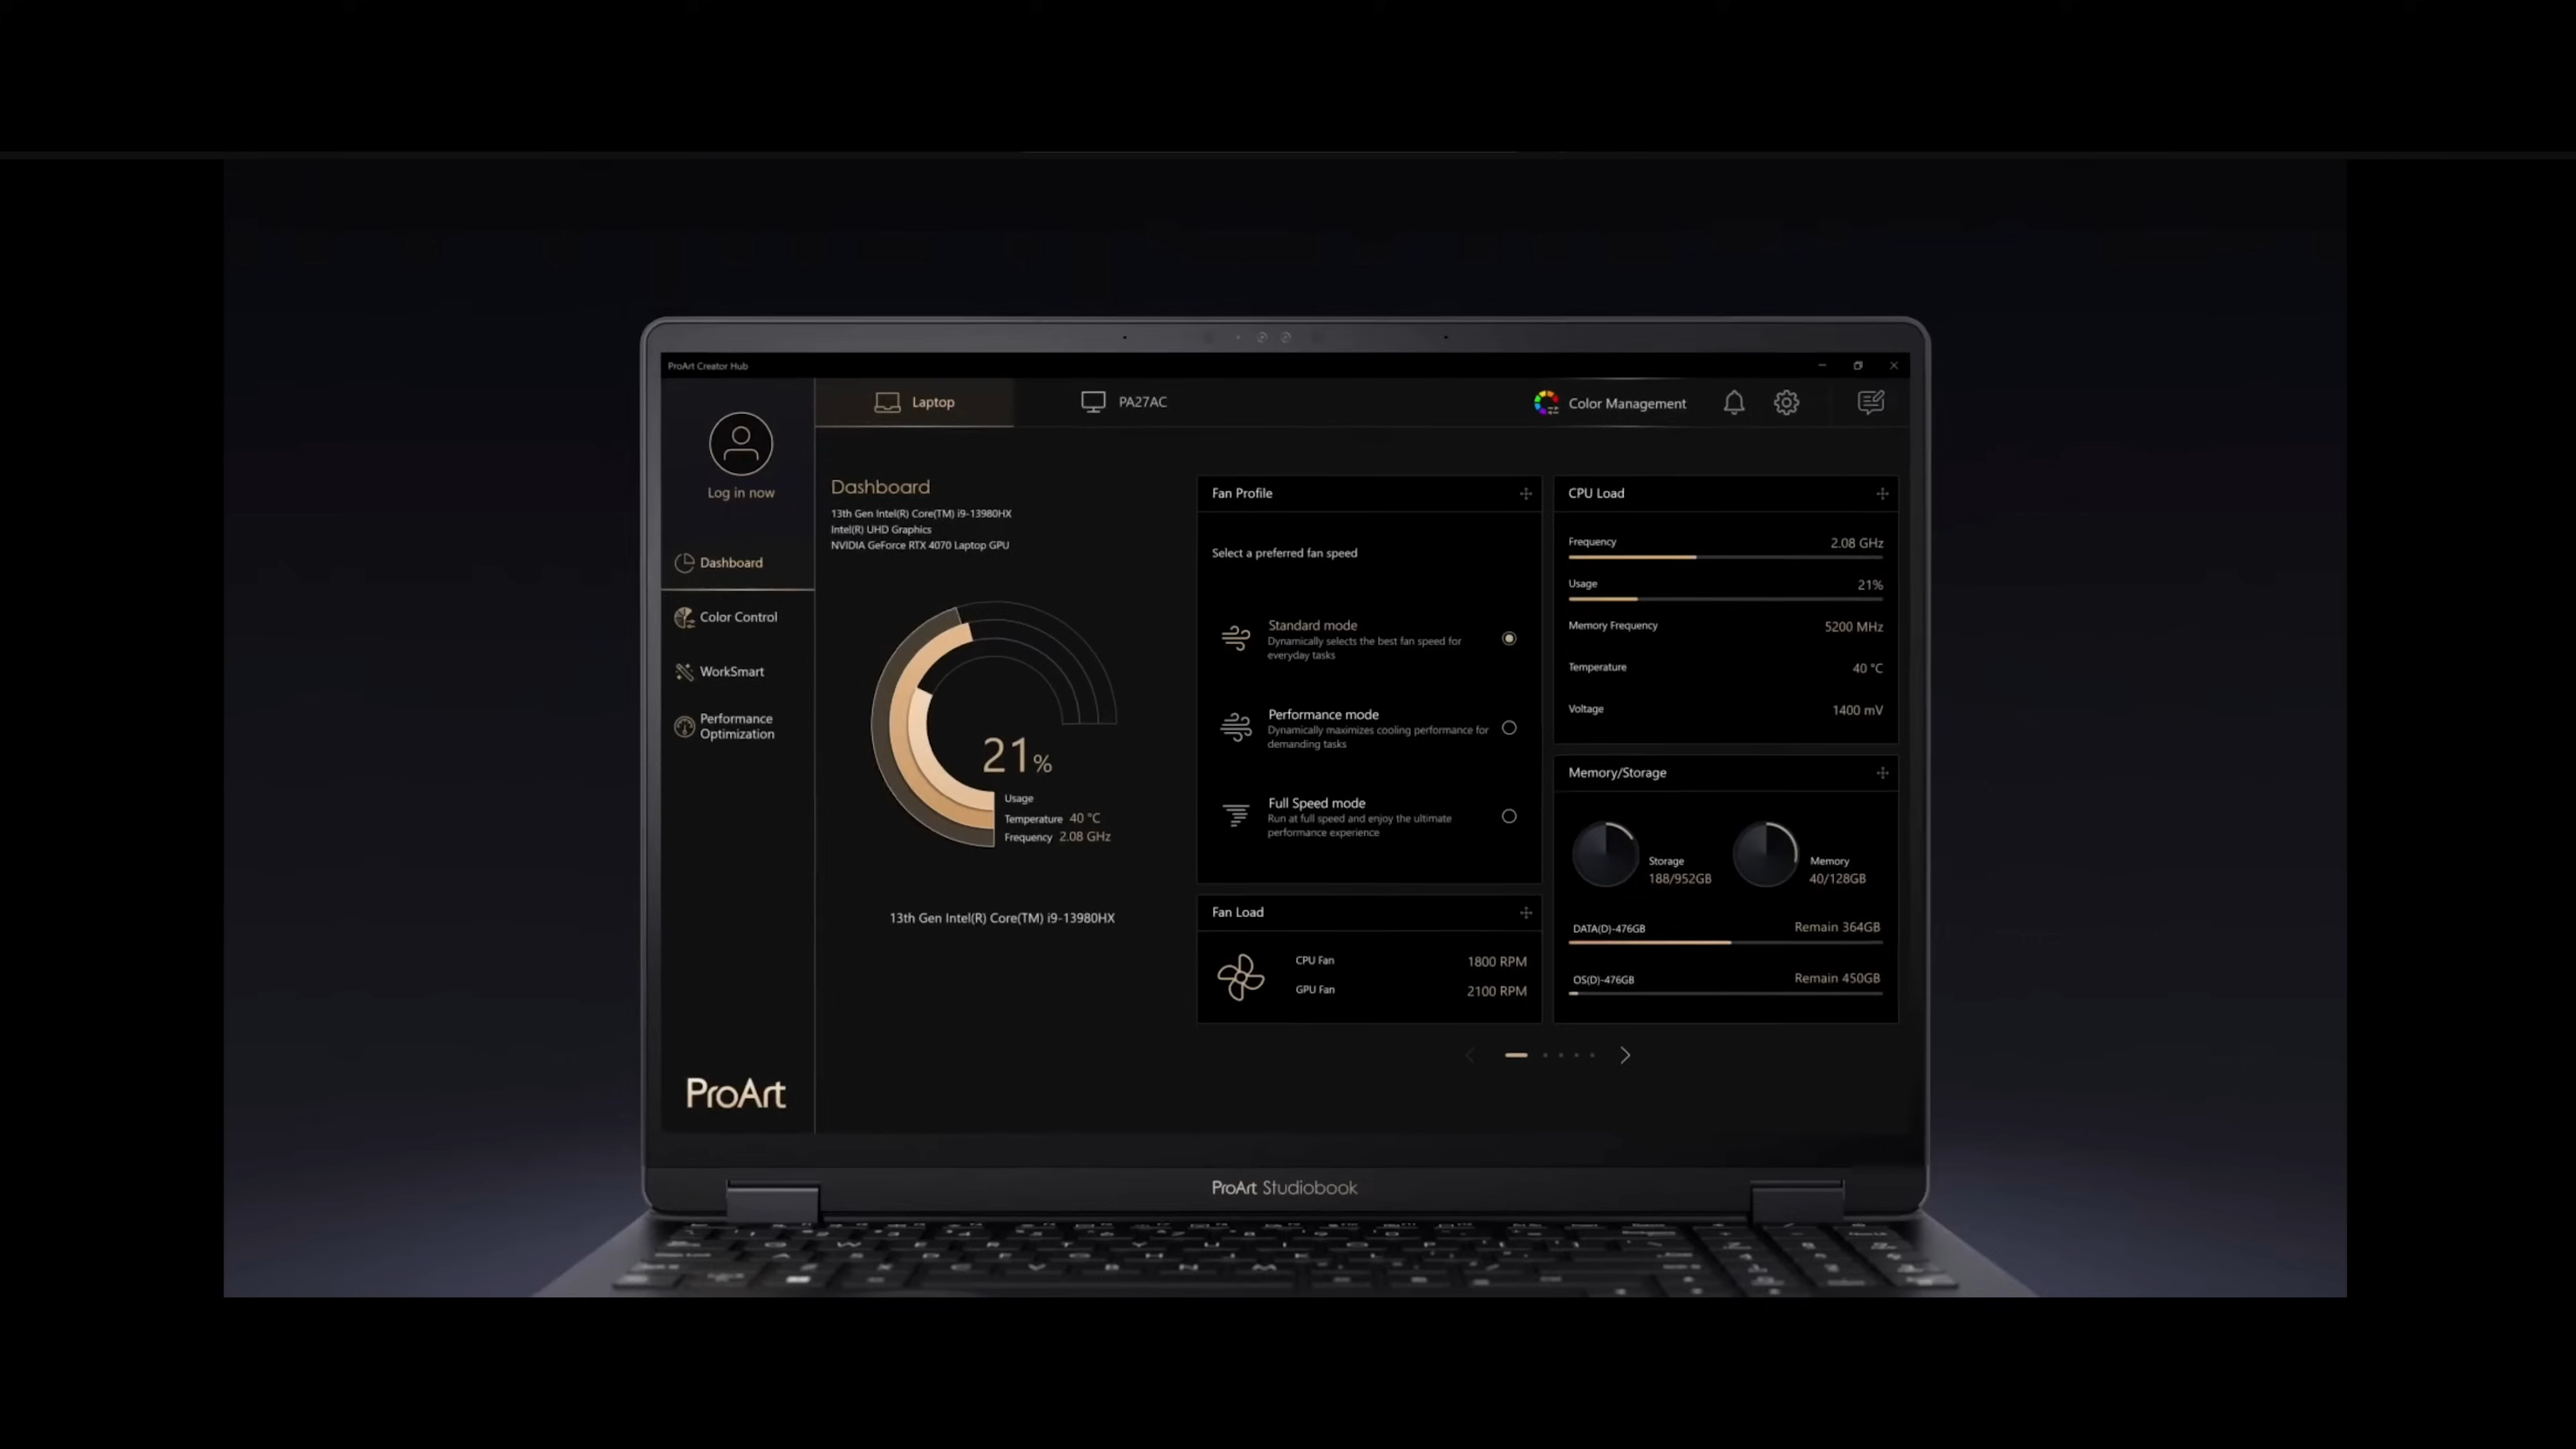 ProArt Creator Hub
Laptop
PA27AC
Color Management
Log in now
Dashboard
Color Control
WorkSmart
Performance
Optimization
ProArt
Dashboard
13th Gen Intel(R) Core(TM) i9-13980HX
Intel(R) UHD Graphics
NVIDIA GeForce RTX 4070 Laptop GPU
21%
Usage
Temperature 40 °C
Frequency 2.08 GHz
13th Gen Intel(R) Core(TM) i9-13980HX
Fan Profile
Select a preferred fan speed
Standard mode
Dynamically selects the best fan speed for
everyday tasks
Performance mode
Dynamically maximizes cooling performance for
demanding tasks
Full Speed mode
Run at full speed and enjoy the ultimate
performance experience
Fan Load
CPU Fan 1800 RPM
GPU Fan 2100 RPM
CPU Load
Frequency 2.08 GHz
Usage 21%
Memory Frequency 5200 MHz
Temperature 40 °C
Voltage 1400 mV
Memory/Storage
Storage
188/952GB
Memory
40/128GB
DATA(D)-476GB Remain 364GB
OS(D)-476GB Remain 450GB
ProArt Studiobook